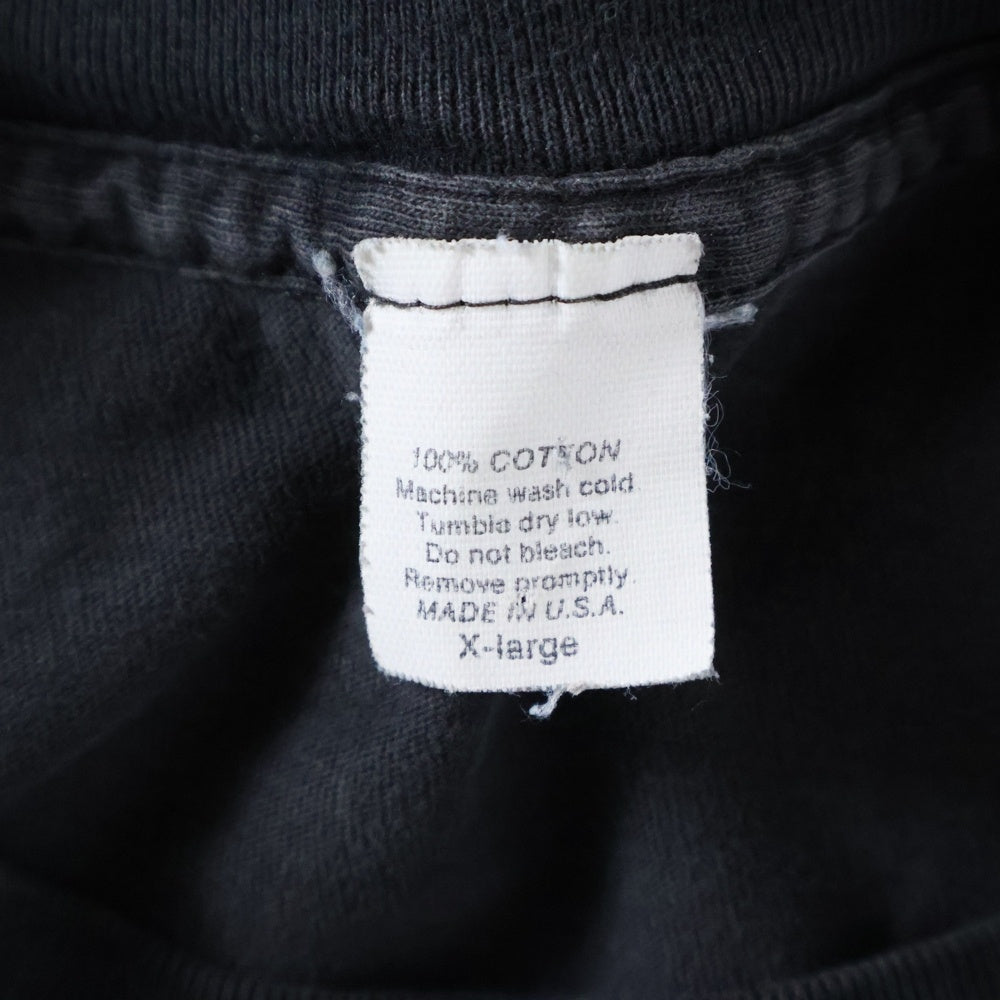 100% COTTON
Machine wash cold.
Tumble dry low.
Do not bleach.
Remove promptly.
MADE IN U.S.A.
X-large